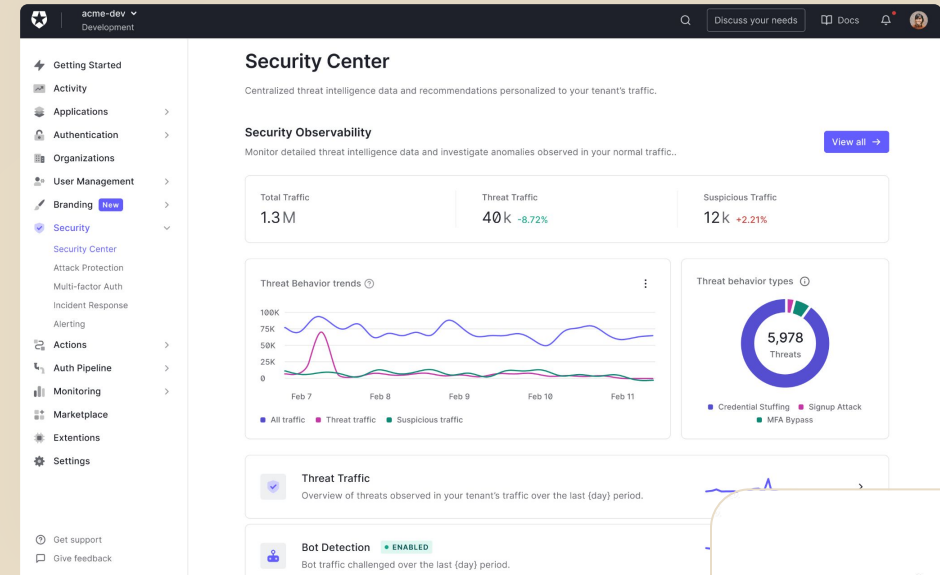 acme-dev
Development
Discuss your needs
Docs
Getting Started
Activity
Applications
Authentication
Organizations
User Management
Branding New
Security
Security Center
Attack Protection
Multi-factor Auth
Incident Response
Alerting
Actions
Auth Pipeline
Monitoring
Marketplace
Extentions
Settings
Get support
Give feedback
Security Center
Centralized threat intelligence data and recommendations personalized to your tenant's traffic.
Security Observability
Monitor detailed threat intelligence data and investigate anomalies observed in your normal traffic..
View all →
Total Traffic
1.3M
Threat Traffic
40k -8.72%
Suspicious Traffic
12k +2.21%
Threat Behavior trends
100K
75K
50K
25K
0
Feb 7 Feb 8 Feb 9 Feb 10 Feb 11
All traffic Threat traffic Suspicious traffic
Threat behavior types
5,978
Threats
Credential Stuffing Signup Attack
MFA Bypass
Threat Traffic
Overview of threats observed in your tenant's traffic over the last {day} period.
Bot Detection ENABLED
Bot traffic challenged over the last {day} period.